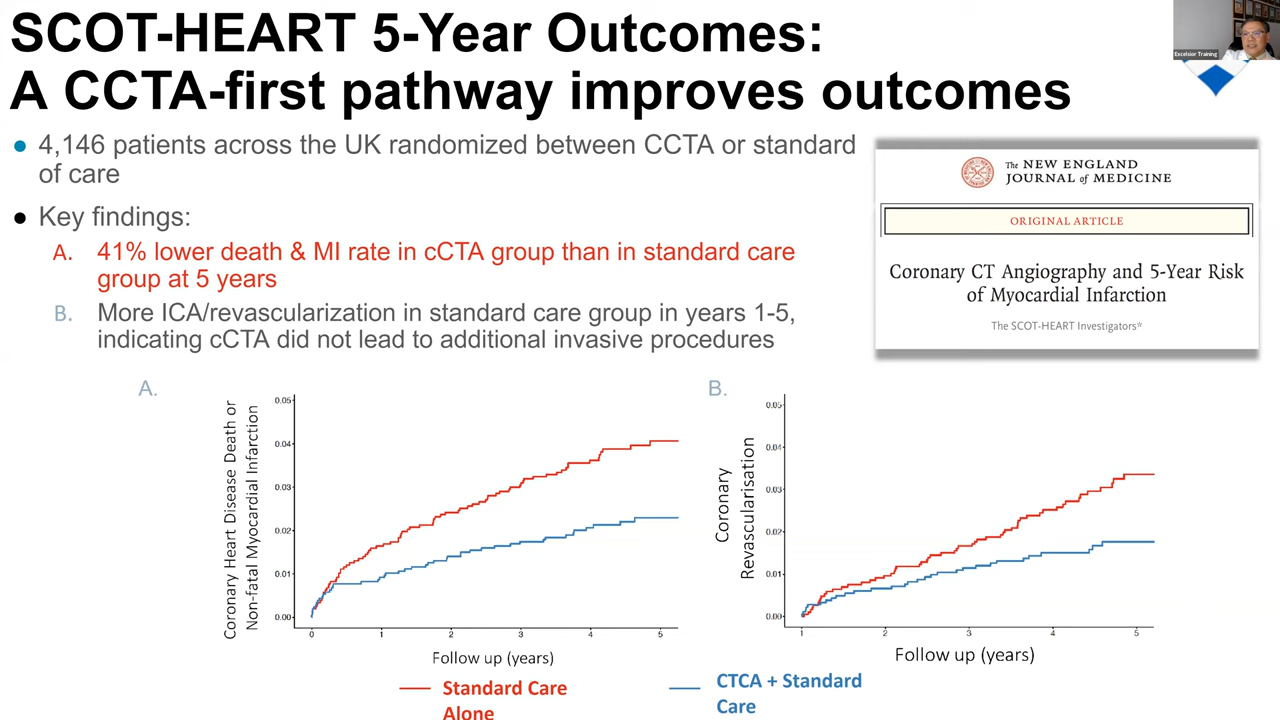 SCOT-HEART 5-Year Outcomes:
A CCTA-first pathway improves outcomes
Excelsior Training
● 4,146 patients across the UK randomized between CCTA or standard
of care
● Key findings:
A. 41% lower death & MI rate in cCTA group than in standard care
group at 5 years
B. More ICA/revascularization in standard care group in years 1-5,
indicating cCTA did not lead to additional invasive procedures
The NEW ENGLAND
JOURNAL of MEDICINE
ORIGINAL ARTICLE
Coronary CT Angiography and 5-Year Risk
of Myocardial Infarction
The SCOT-HEART Investigators*
A.
Coronary Heart Disease Death or
Non-fatal Myocardial Infarction
0.05
0.04
0.03
0.02
0.01
0.00
0 1 2 3 4 5
Follow up (years)
B.
Coronary
Revascularisation
0.05
0.04
0.03
0.02
0.01
0.00
1 2 3 4 5
Follow up (years)
Standard Care
Alone
CTCA + Standard
Care